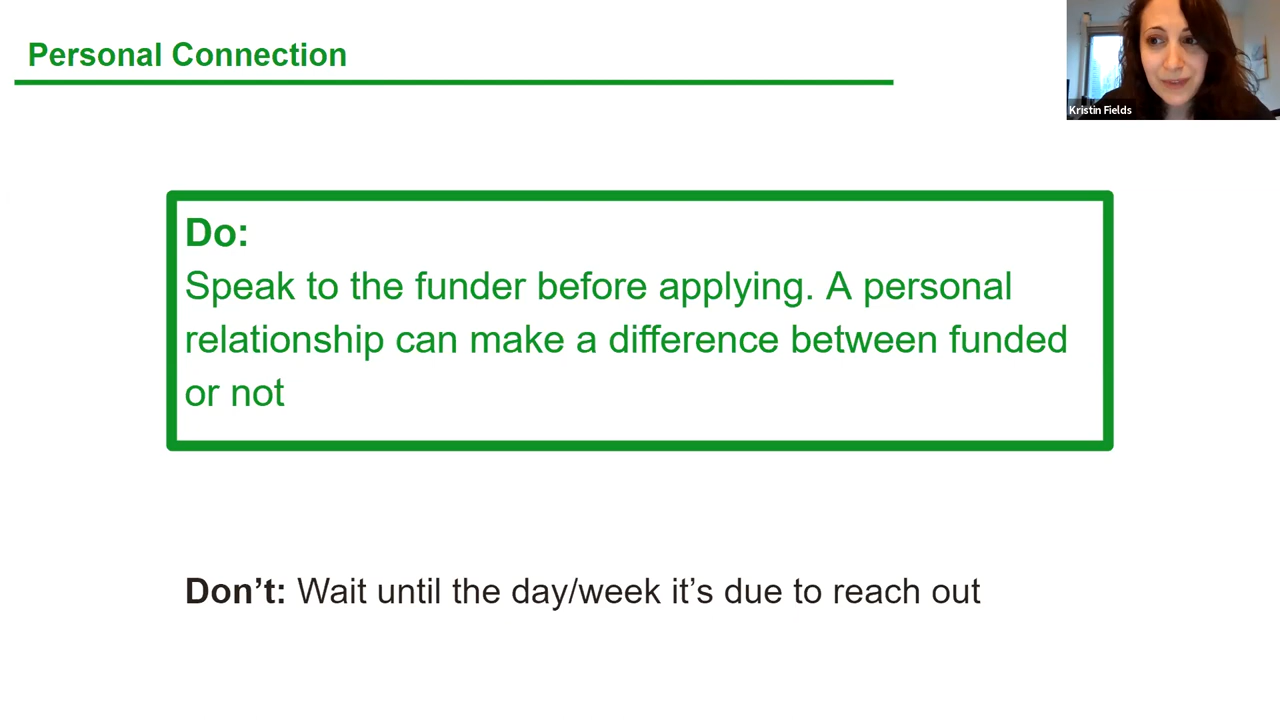 Personal Connection
Kristin Fields
Do:
Speak to the funder before applying. A personal
relationship can make a difference between funded
or not
Don’t: Wait until the day/week it’s due to reach out